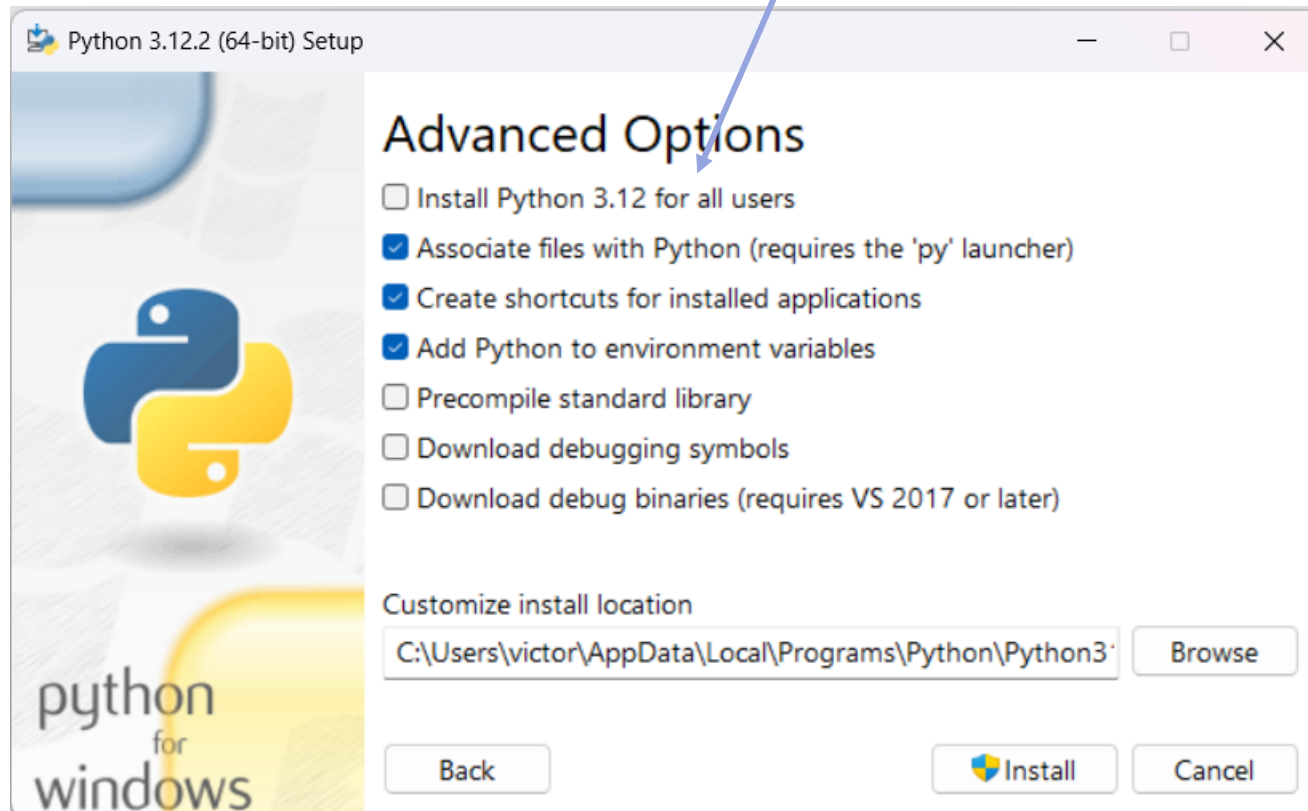 Python 3.12.2 (64-bit) Setup
Advanced Options
Install Python 3.12 for all users
Associate files with Python (requires the 'py' launcher)
Create shortcuts for installed applications
Add Python to environment variables
Precompile standard library
Download debugging symbols
Download debug binaries (requires VS 2017 or later)
Customize install location
C:\Users\victor\AppData\Local\Programs\Python\Python3
Browse
python
for
windows
Back
Install
Cancel